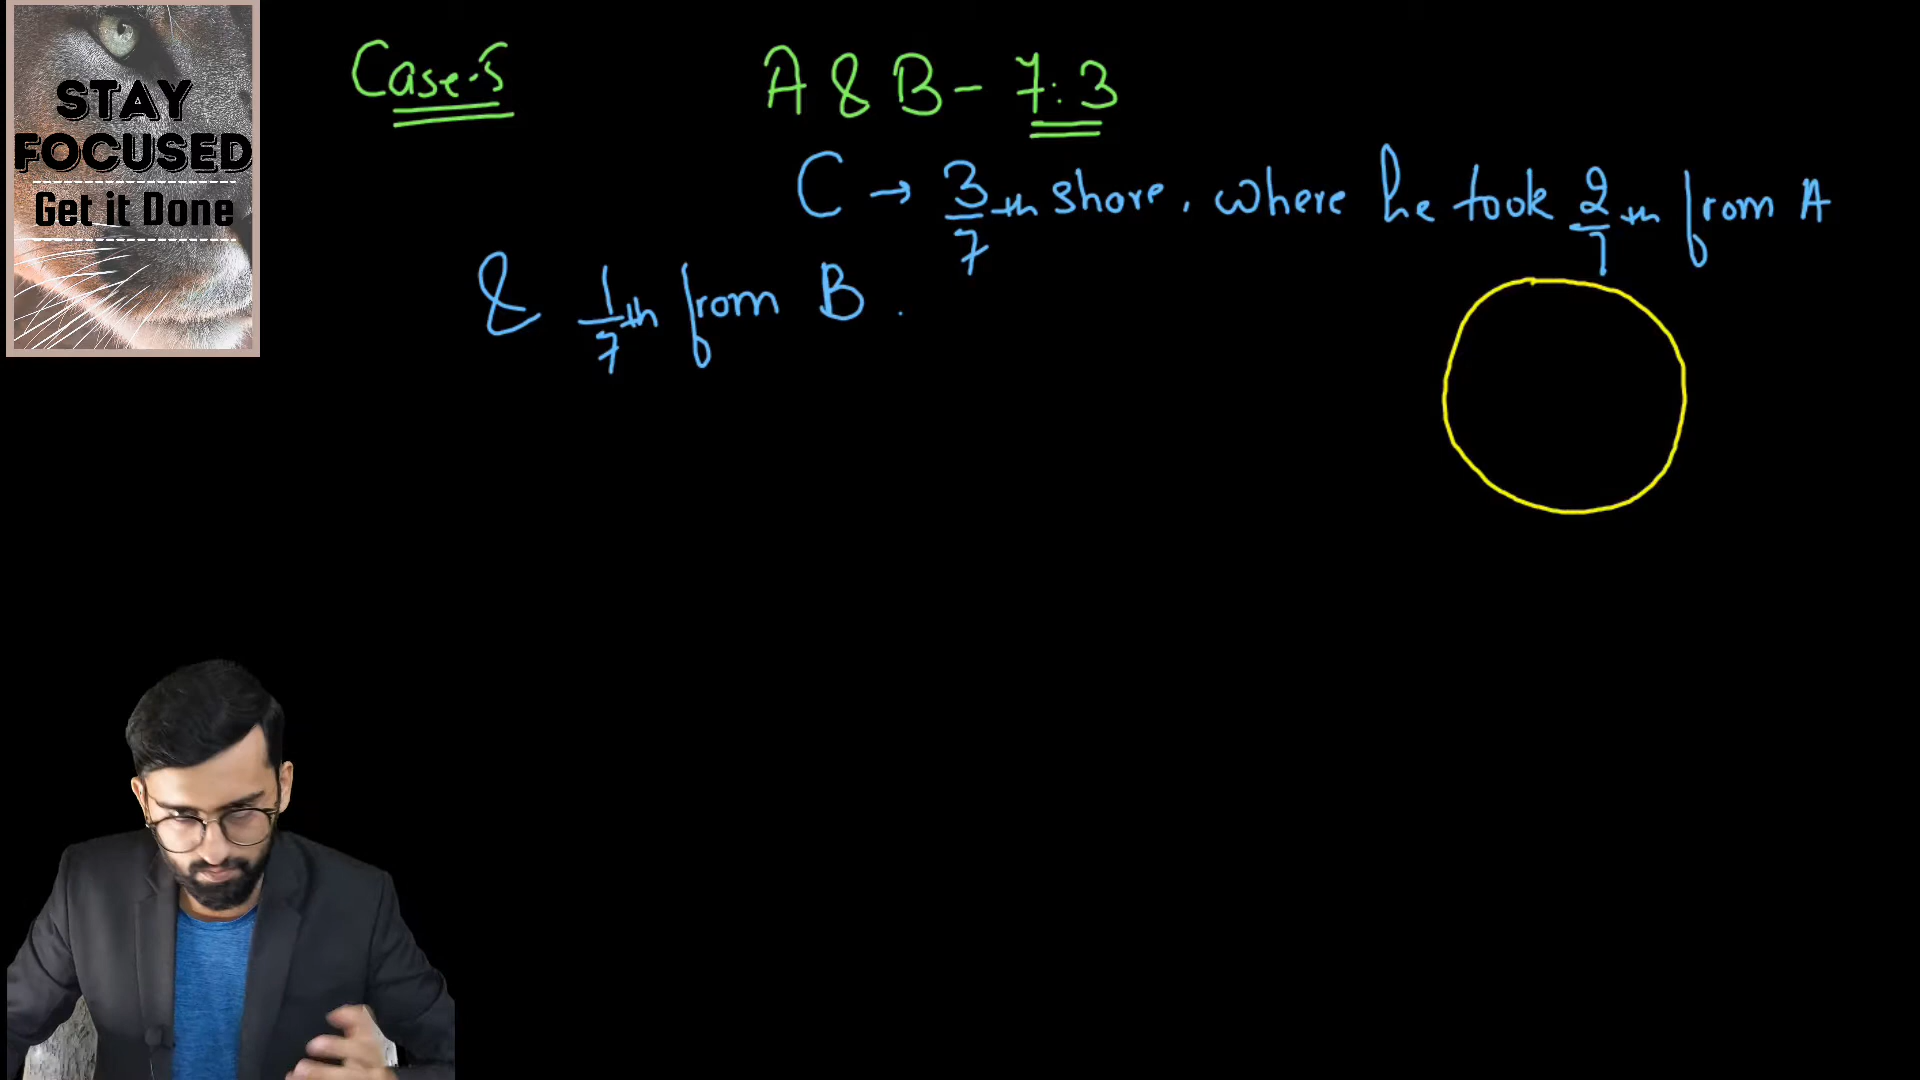 STAY
FOCUSED
Get it Done
Case-5 A & B - 7:3
C → 3/7th share, where he took 2/7th from A
& 1/7th from B.